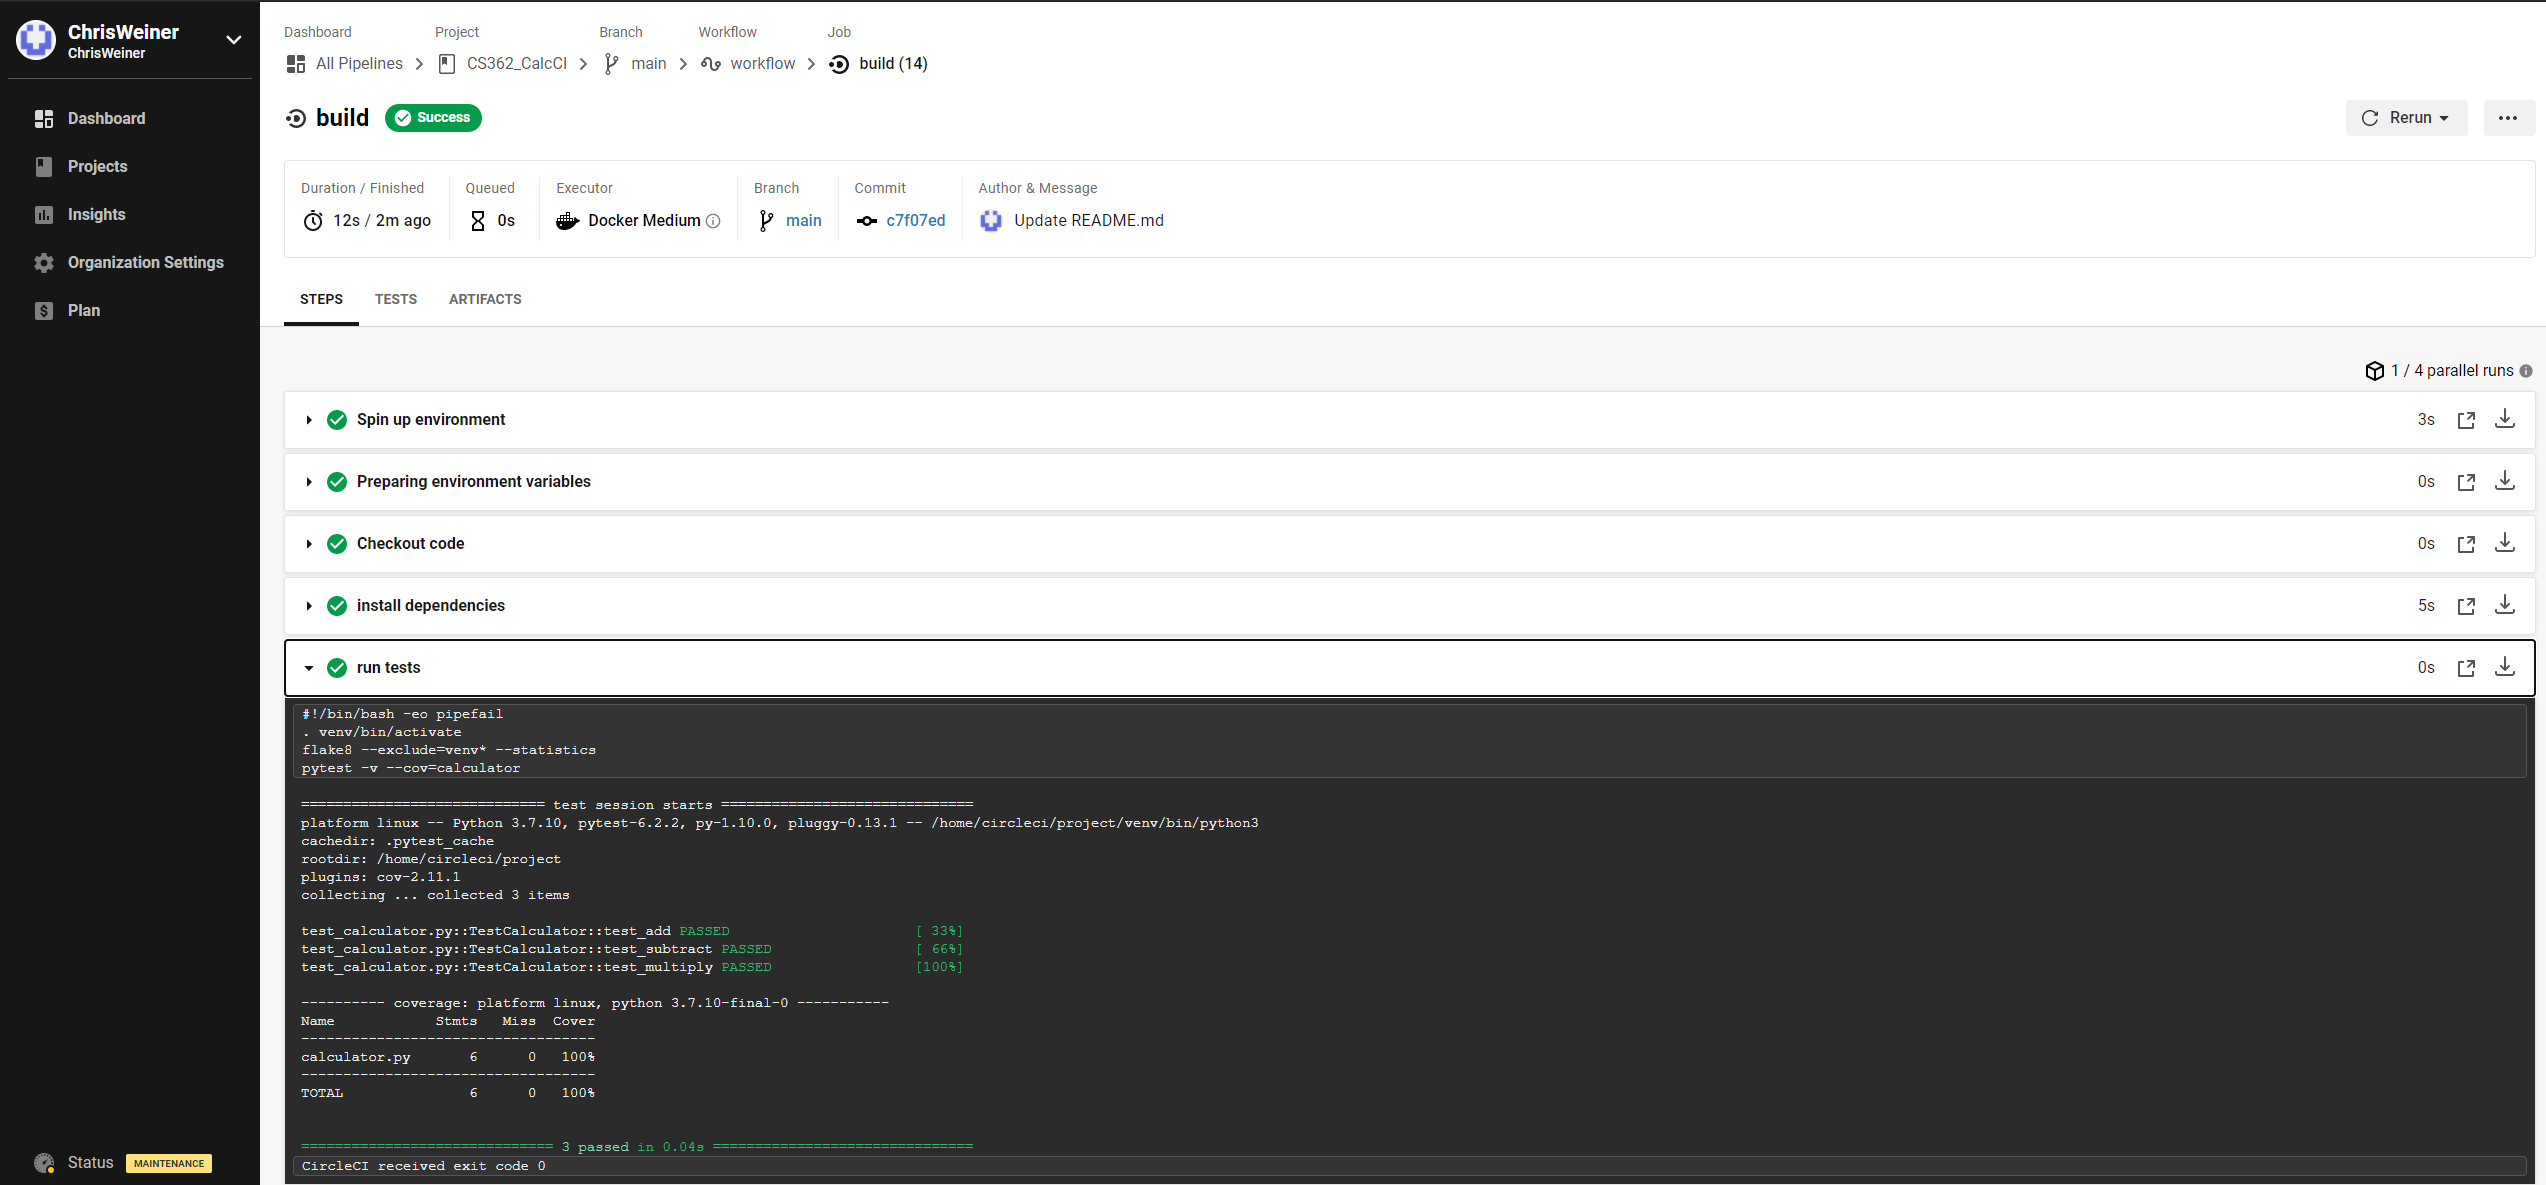 ChrisWeiner
ChrisWeiner
Dashboard
Projects
Insights
Organization Settings
Plan
Status MAINTENANCE
Dashboard Project Branch Workflow Job
All Pipelines CS362_CalcCI main workflow build (14)
build Success
Rerun
Duration / Finished Queued Executor Branch Commit Author & Message
12s / 2m ago 0s Docker Medium main c7f07ed Update README.md
STEPS TESTS ARTIFACTS
1 / 4 parallel runs
Spin up environment 3s
Preparing environment variables 0s
Checkout code 0s
install dependencies 5s
run tests 0s
#!/bin/bash -eo pipefail
. venv/bin/activate
flake8 --exclude=venv* --statistics
pytest -v --cov=calculator
============================= test session starts ==============================
platform linux -- Python 3.7.10, pytest-6.2.2, py-1.10.0, pluggy-0.13.1 -- /home/circleci/project/venv/bin/python3
cachedir: .pytest_cache
rootdir: /home/circleci/project
plugins: cov-2.11.1
collecting ... collected 3 items
test_calculator.py::TestCalculator::test_add PASSED [ 33%]
test_calculator.py::TestCalculator::test_subtract PASSED [ 66%]
test_calculator.py::TestCalculator::test_multiply PASSED [100%]
---------- coverage: platform linux, python 3.7.10-final-0 -----------
Name Stmts Miss Cover
-----------------------------------
calculator.py 6 0 100%
-----------------------------------
TOTAL 6 0 100%
============================== 3 passed in 0.04s ===============================
CircleCI received exit code 0